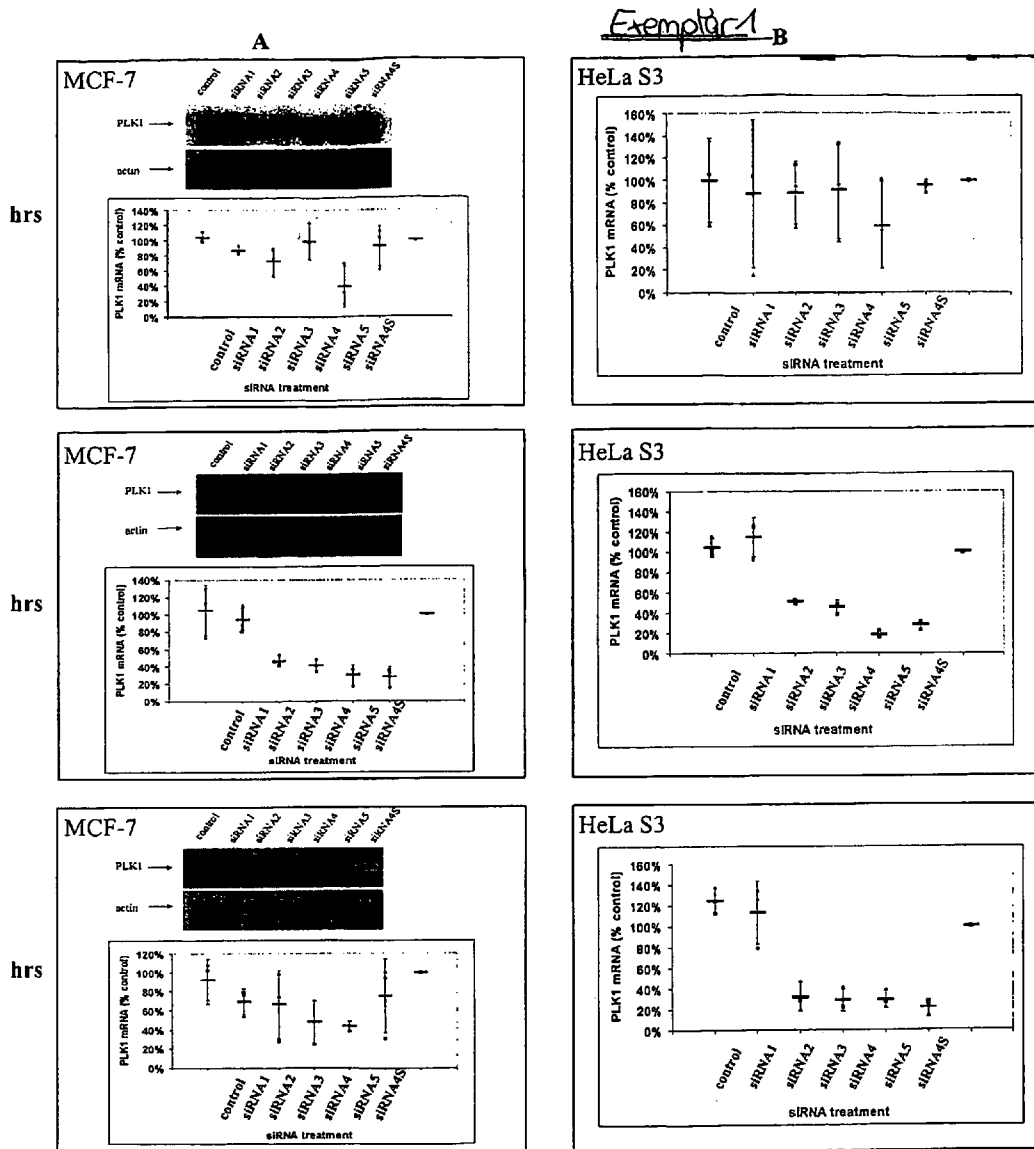 Exemplar 1
A
B
MCF-7
control siRNA1 siRNA2 siRNA3 siRNA4 siRNA5 siRNA4S
PLK1
actin
hrs
PLK1 mRNA (% control)
140%
120%
100%
80%
60%
40%
20%
0%
control siRNA1 siRNA2 siRNA3 siRNA4 siRNA5 siRNA4S
siRNA treatment
HeLa S3
PLK1 mRNA (% control)
160%
140%
120%
100%
80%
60%
40%
20%
0%
control siRNA1 siRNA2 siRNA3 siRNA4 siRNA5 siRNA4S
siRNA treatment
MCF-7
control siRNA1 siRNA2 siRNA3 siRNA4 siRNA5 siRNA4S
PLK1
actin
hrs
PLK1 mRNA (% control)
140%
120%
100%
80%
60%
40%
20%
0%
control siRNA1 siRNA2 siRNA3 siRNA4 siRNA5 siRNA4S
siRNA treatment
HeLa S3
PLK1 mRNA (% control)
160%
140%
120%
100%
80%
60%
40%
20%
0%
control siRNA1 siRNA2 siRNA3 siRNA4 siRNA5 siRNA4S
siRNA treatment
MCF-7
control siRNA1 siRNA2 siRNA3 siRNA4 siRNA5 siRNA4S
PLK1
actin
hrs
PLK1 mRNA (% control)
120%
100%
80%
60%
40%
20%
0%
control siRNA1 siRNA2 siRNA3 siRNA4 siRNA5 siRNA4S
siRNA treatment
HeLa S3
PLK1 mRNA (% control)
160%
140%
120%
100%
80%
60%
40%
20%
0%
control siRNA1 siRNA2 siRNA3 siRNA4 siRNA5 siRNA4S
siRNA treatment